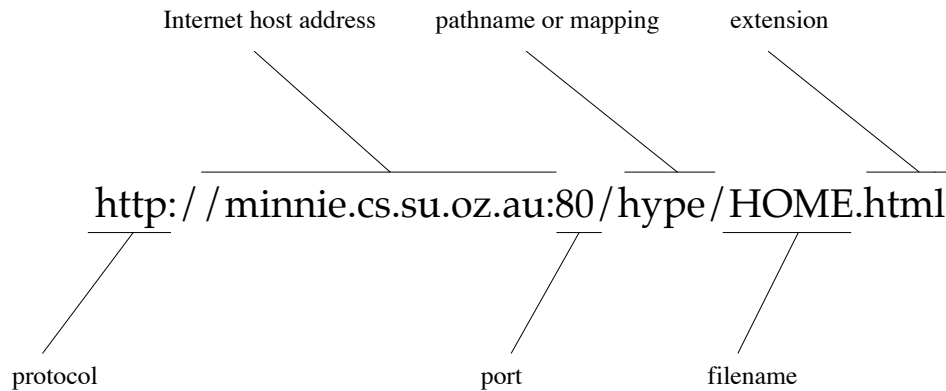 Internet host address pathname or mapping extension
http://minnie.cs.su.oz.au:80/hype/HOME.html
protocol port filename